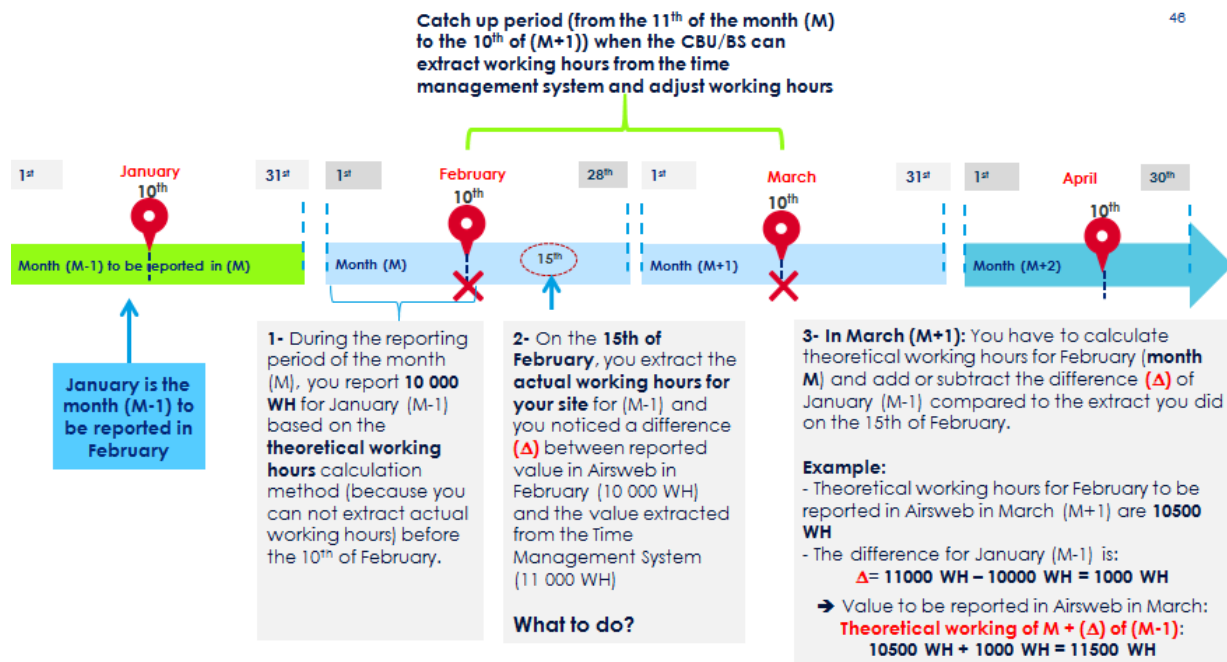 Catch up period (from the 11th of the month (M)
to the 10th of (M+1)) when the CBU/BS can
extract working hours from the time
management system and adjust working hours
46
1st
January
10th
31st
1st
February
10th
28th
1st
March
10th
31st
1st
April
10th
30th
Month (M-1) to be reported in (M)
Month (M)
15th
Month (M+1)
Month (M+2)
January is the
month (M-1) to
be reported in
February
1- During the reporting
period of the month
(M), you report 10 000
WH for January (M-1)
based on the
theoretical working
hours calculation
method (because you
can not extract actual
working hours) before
the 10th of February.
2- On the 15th of
February, you extract the
actual working hours for
your site for (M-1) and
you noticed a difference
(Δ) between reported
value in Airsweb in
February (10 000 WH)
and the value extracted
from the Time
Management System
(11 000 WH)
What to do?
3- In March (M+1): You have to calculate
theoretical working hours for February (month
M) and add or subtract the difference (Δ) of
January (M-1) compared to the extract you did
on the 15th of February.
Example:
- Theoretical working hours for February to be
reported in Airsweb in March (M+1) are 10500
WH
- The difference for January (M-1) is:
Δ= 11000 WH – 10000 WH = 1000 WH
➔ Value to be reported in Airsweb in March:
Theoretical working of M + (Δ) of (M-1):
10500 WH + 1000 WH = 11500 WH